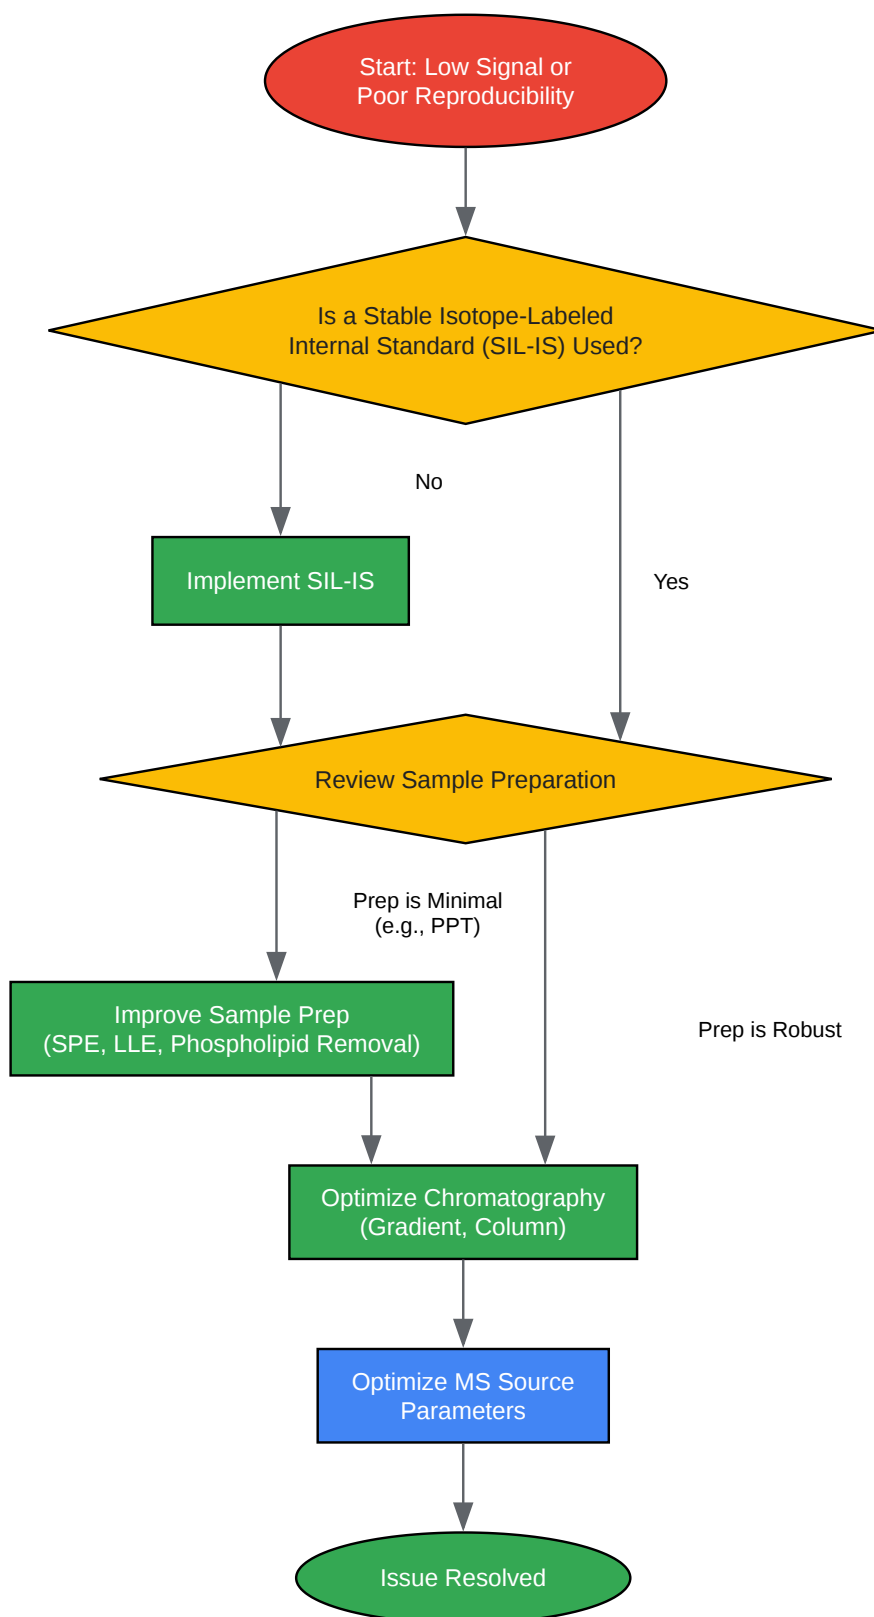 Start: Low Signal or
Poor Reproducibility
Is a Stable Isotope-Labeled
Internal Standard (SIL-IS) Used?
No
Implement SIL-IS
Yes
Review Sample Preparation
Prep is Minimal
(e.g., PPT)
Improve Sample Prep
(SPE, LLE, Phospholipid Removal)
Prep is Robust
Optimize Chromatography
(Gradient, Column)
Optimize MS Source
Parameters
Issue Resolved